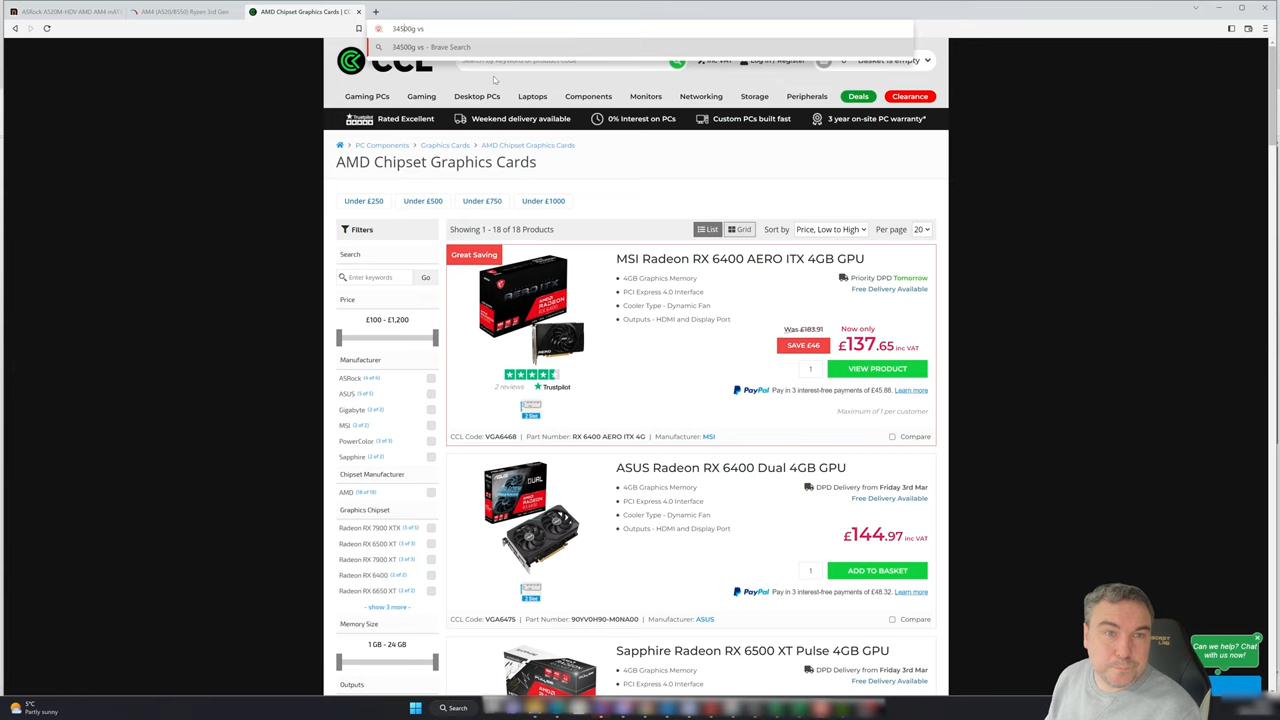 ASRock A520M-HDV AMD AM4 mAT
AM4 (A520/B550) Ryzen 3rd Gen
AMD Chipset Graphics Cards | CC
34500g vs
34500g vs - Brave Search
CCL
Search by keyword or product code
Inc VAT
Log In / Register
0
Basket is empty
Gaming PCs
Gaming
Desktop PCs
Laptops
Components
Monitors
Networking
Storage
Peripherals
Deals
Clearance
Trustpilot
Rated Excellent
Weekend delivery available
0% Interest on PCs
Custom PCs built fast
3 year on-site PC warranty*
PC Components
Graphics Cards
AMD Chipset Graphics Cards
AMD Chipset Graphics Cards
Under £250
Under £500
Under £750
Under £1000
Filters
Showing 1 - 18 of 18 Products
List
Grid
Sort by
Price, Low to High
Per page
20
Search
Enter keywords
Go
Price
£100 - £1,200
Manufacturer
ASRock (4 of 4)
ASUS (5 of 5)
Gigabyte (2 of 2)
MSI (2 of 2)
PowerColor (3 of 3)
Sapphire (2 of 2)
Chipset Manufacturer
AMD (18 of 18)
Graphics Chipset
Radeon RX 7900 XTX (5 of 5)
Radeon RX 6500 XT (3 of 3)
Radeon RX 7900 XT (3 of 3)
Radeon RX 6400 (2 of 2)
Radeon RX 6650 XT (2 of 2)
- show 3 more -
Memory Size
1 GB - 24 GB
Outputs
Great Saving
MSI Radeon RX 6400 AERO ITX 4GB GPU
4GB Graphics Memory
PCI Express 4.0 Interface
Cooler Type - Dynamic Fan
Outputs - HDMI and Display Port
Priority DPD Tomorrow
Free Delivery Available
Was £183.91
SAVE £46
Now only
£137.65 inc VAT
1
VIEW PRODUCT
PayPal Pay in 3 interest-free payments of £45.88. Learn more
Maximum of 1 per customer
AERO ITX
2 reviews
Trustpilot
2 Slot
CCL Code: VGA6468 | Part Number: RX 6400 AERO ITX 4G | Manufacturer: MSI
Compare
ASUS Radeon RX 6400 Dual 4GB GPU
4GB Graphics Memory
PCI Express 4.0 Interface
Cooler Type - Dynamic Fan
Outputs - HDMI and Display Port
DPD Delivery from Friday 3rd Mar
Free Delivery Available
£144.97 inc VAT
1
ADD TO BASKET
PayPal Pay in 3 interest-free payments of £48.32. Learn more
DUAL
2 Slot
CCL Code: VGA6475 | Part Number: 90YV0H90-M0NA00 | Manufacturer: ASUS
Compare
Sapphire Radeon RX 6500 XT Pulse 4GB GPU
4GB Graphics Memory
PCI Express 4.0 Interface
DPD Delivery from Friday 3rd Mar
Free Delivery Available
Can we help? Chat
with us now!
5°C
Partly sunny
Search